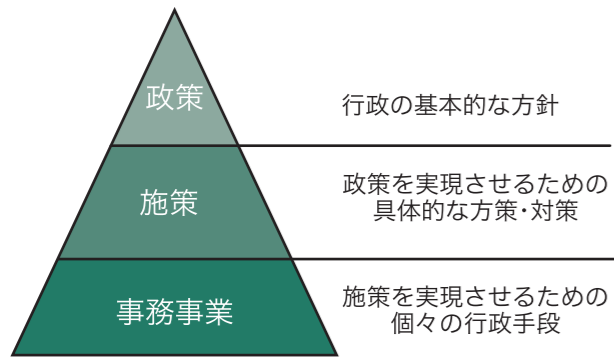 政策
行政の基本的な方針
施策
政策を実現させるための
具体的な方策・対策
事務事業
施策を実現させるための
個々の行政手段